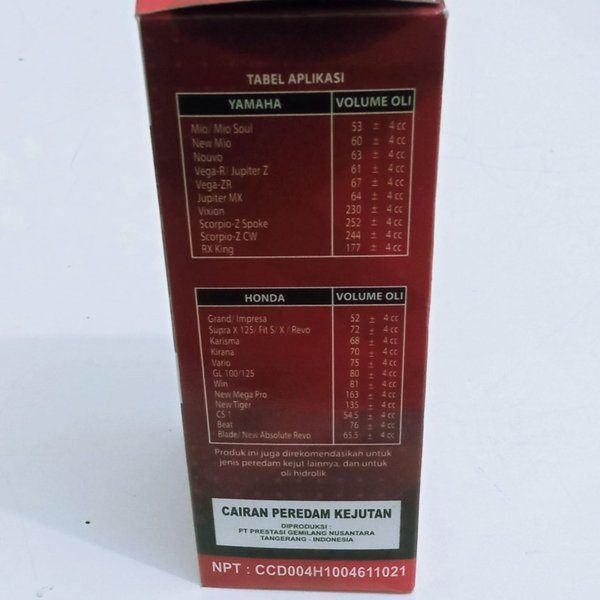 TABEL APLIKASI
YAMAHA VOLUME OLI
Mio/ Mio Soul 53 ± 4 cc
New Mio 60 ± 4 cc
Nouvo 63 ± 4 cc
Vega-R/ Jupiter Z 61 ± 4 cc
Vega-ZR 67 ± 4 cc
Jupiter MX 64 ± 4 cc
Vixion 230 ± 4 cc
Scorpio-Z Spoke 252 ± 4 cc
Scorpio-Z CW 244 ± 4 cc
RX King 177 ± 4 cc
HONDA VOLUME OLI
Grand/ Impresa 52 ± 4 cc
Supra X 125/ Fit S/ X / Revo 72 ± 4 cc
Karisma 68 ± 4 cc
Kirana 70 ± 4 cc
Vario 75 ± 4 cc
GL 100/125 80 ± 4 cc
Win 81 ± 4 cc
New Mega Pro 163 ± 4 cc
New Tiger 135 ± 4 cc
CS 1 54.5 ± 4 cc
Beat 76 ± 4 cc
Blade/ New Absolute Revo 65.5 ± 4 cc
Produk ini juga direkomendasikan untuk
jenis peredam kejut lainnya, dan untuk
oli hidrolik
CAIRAN PEREDAM KEJUTAN
DIPRODUKSI :
PT PRESTASI GEMILANG NUSANTARA
TANGERANG - INDONESIA
NPT : CCD004H1004611021